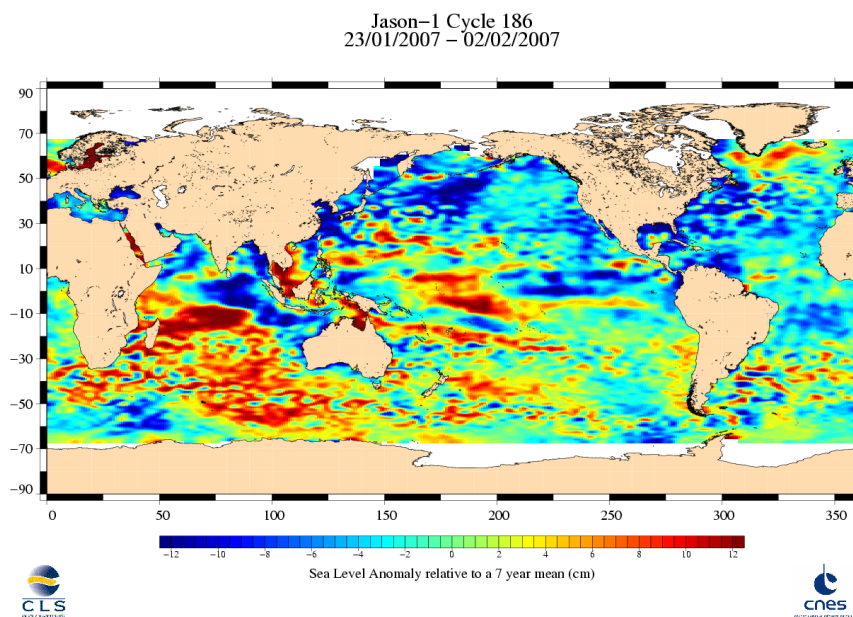 Jason−1 Cycle 186
23/01/2007 − 02/02/2007
90
70
50
30
10
−10
−30
−50
−70
−90
0 50 100 150 200 250 300 350
−12 −10 −8 −6 −4 −2 0 2 4 6 8 10 12
Sea Level Anomaly relative to a 7 year mean (cm)
CLS
cnes